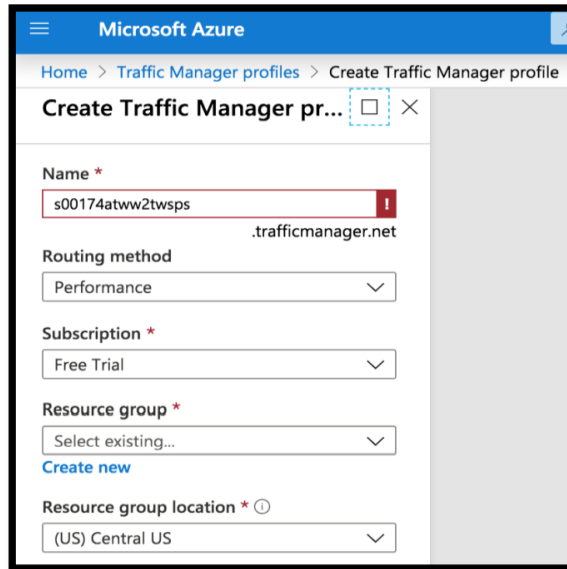 Microsoft Azure
Home > Traffic Manager profiles > Create Traffic Manager profile
Create Traffic Manager pr...
Name *
s00174atww2twsps
!
.trafficmanager.net
Routing method
Performance
Subscription *
Free Trial
Resource group *
Select existing...
Create new
Resource group location *
(US) Central US